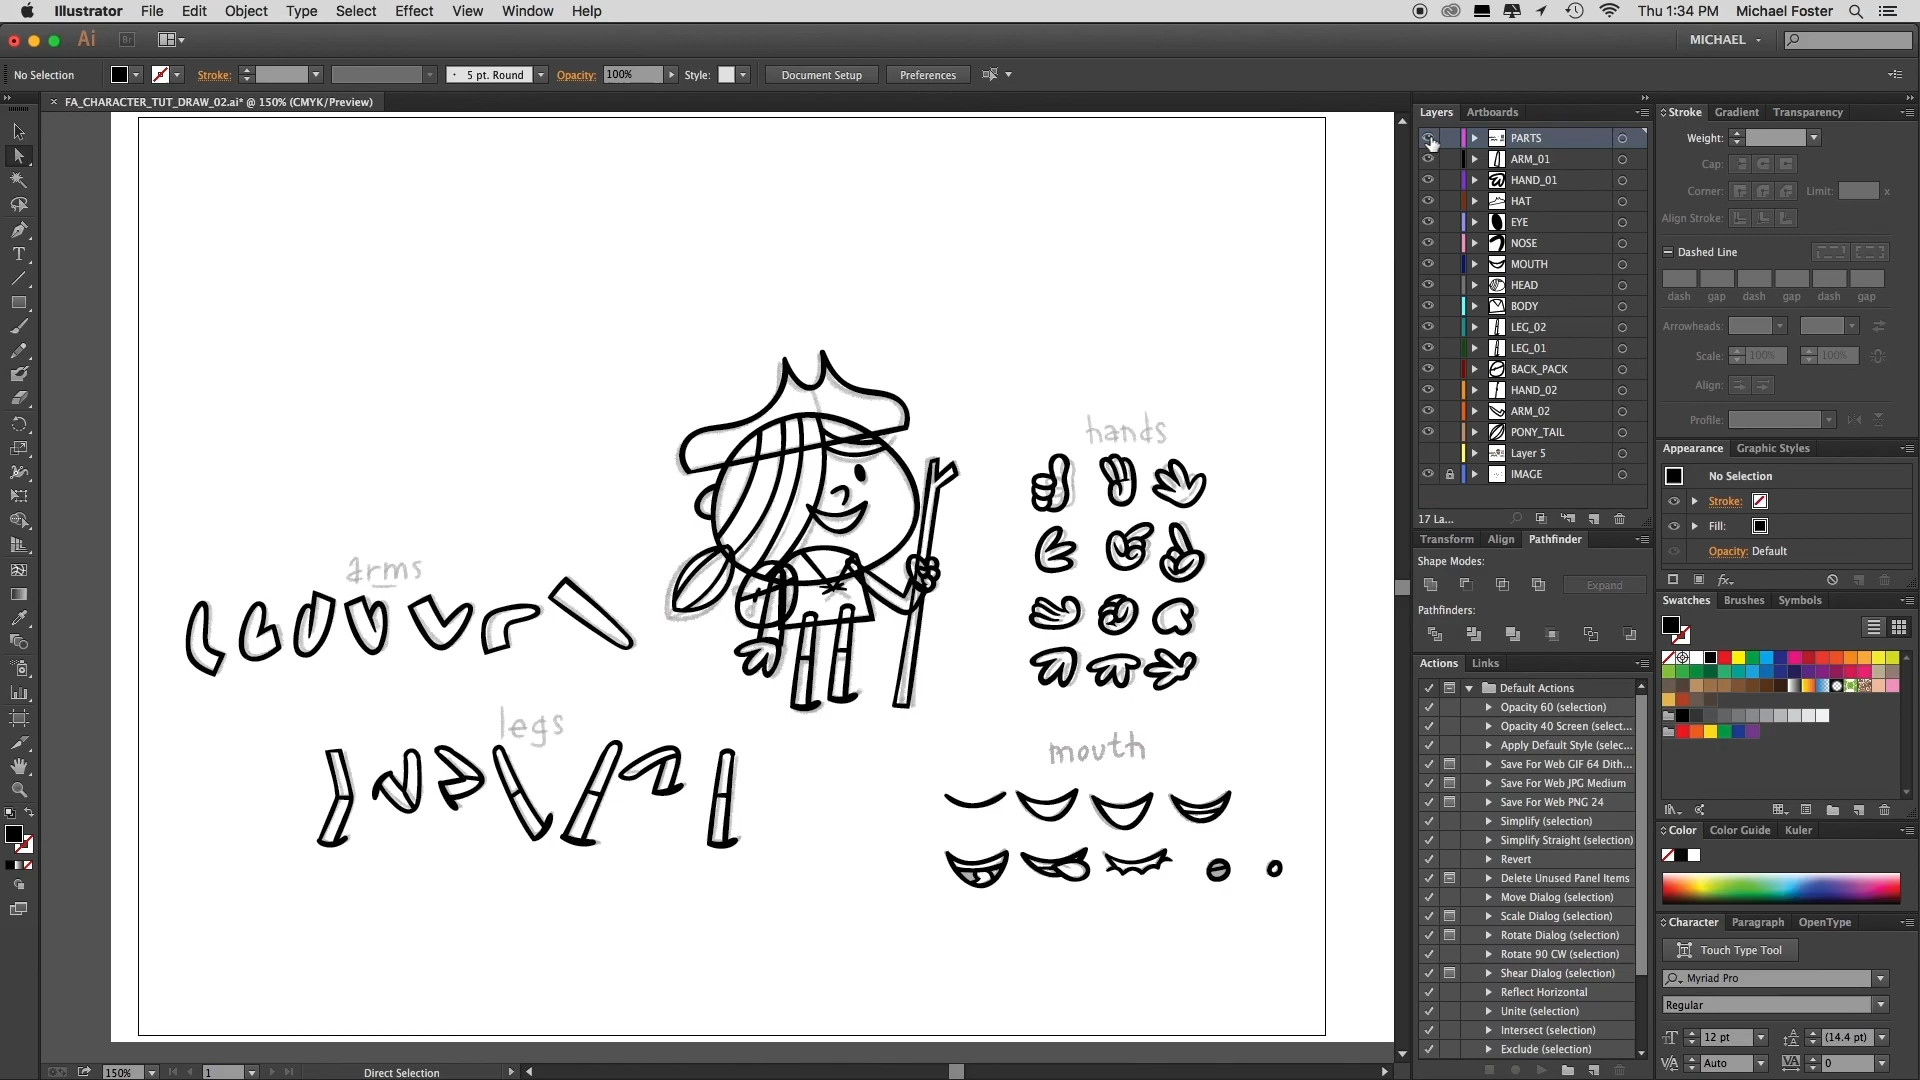 Illustrator File Edit Object Type Select Effect View Window Help Thu 1:34 PM Michael Foster
Ai Br MICHAEL
No Selection Stroke: 5 pt. Round Opacity: 100% Style: Document Setup Preferences
× FA_CHARACTER_TUT_DRAW_02.ai* @ 150% (CMYK/Preview)
arms
legs
hands
mouth
150% 1 Direct Selection
Layers Artboards
PARTS
ARM_01
HAND_01
HAT
EYE
NOSE
MOUTH
HEAD
BODY
LEG_02
LEG_01
BACK_PACK
HAND_02
ARM_02
PONY_TAIL
Layer 5
IMAGE
17 La...
Transform Align Pathfinder
Shape Modes:
Expand
Pathfinders:
Actions Links
Default Actions
Opacity 60 (selection)
Opacity 40 Screen (select...
Apply Default Style (selec...
Save For Web GIF 64 Dith...
Save For Web JPG Medium
Save For Web PNG 24
Simplify (selection)
Simplify Straight (selection)
Revert
Delete Unused Panel Items
Move Dialog (selection)
Scale Dialog (selection)
Rotate Dialog (selection)
Rotate 90 CW (selection)
Shear Dialog (selection)
Reflect Horizontal
Unite (selection)
Intersect (selection)
Exclude (selection)
Stroke Gradient Transparency
Weight:
Cap:
Corner: Limit: x
Align Stroke:
Dashed Line
dash gap dash gap dash gap
Arrowheads:
Scale: 100% 100%
Align:
Profile:
Appearance Graphic Styles
No Selection
Stroke:
Fill:
Opacity: Default
fx
Swatches Brushes Symbols
Color Color Guide Kuler
Character Paragraph OpenType
Touch Type Tool
Myriad Pro
Regular
12 pt (14.4 pt)
Auto 0